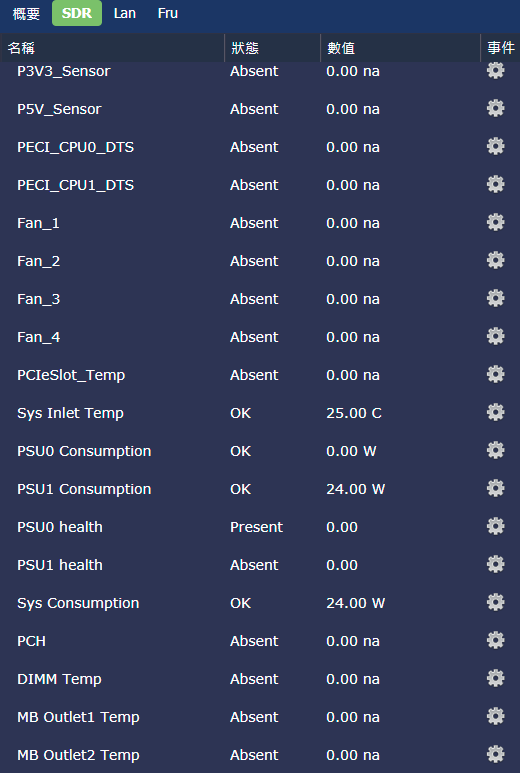 概要 SDR Lan Fru
名稱 狀態 數值 事件
P3V3_Sensor Absent 0.00 na
P5V_Sensor Absent 0.00 na
PECI_CPU0_DTS Absent 0.00 na
PECI_CPU1_DTS Absent 0.00 na
Fan_1 Absent 0.00 na
Fan_2 Absent 0.00 na
Fan_3 Absent 0.00 na
Fan_4 Absent 0.00 na
PCIeSlot_Temp Absent 0.00 na
Sys Inlet Temp OK 25.00 C
PSU0 Consumption OK 0.00 W
PSU1 Consumption OK 24.00 W
PSU0 health Present 0.00
PSU1 health Absent 0.00
Sys Consumption OK 24.00 W
PCH Absent 0.00 na
DIMM Temp Absent 0.00 na
MB Outlet1 Temp Absent 0.00 na
MB Outlet2 Temp Absent 0.00 na